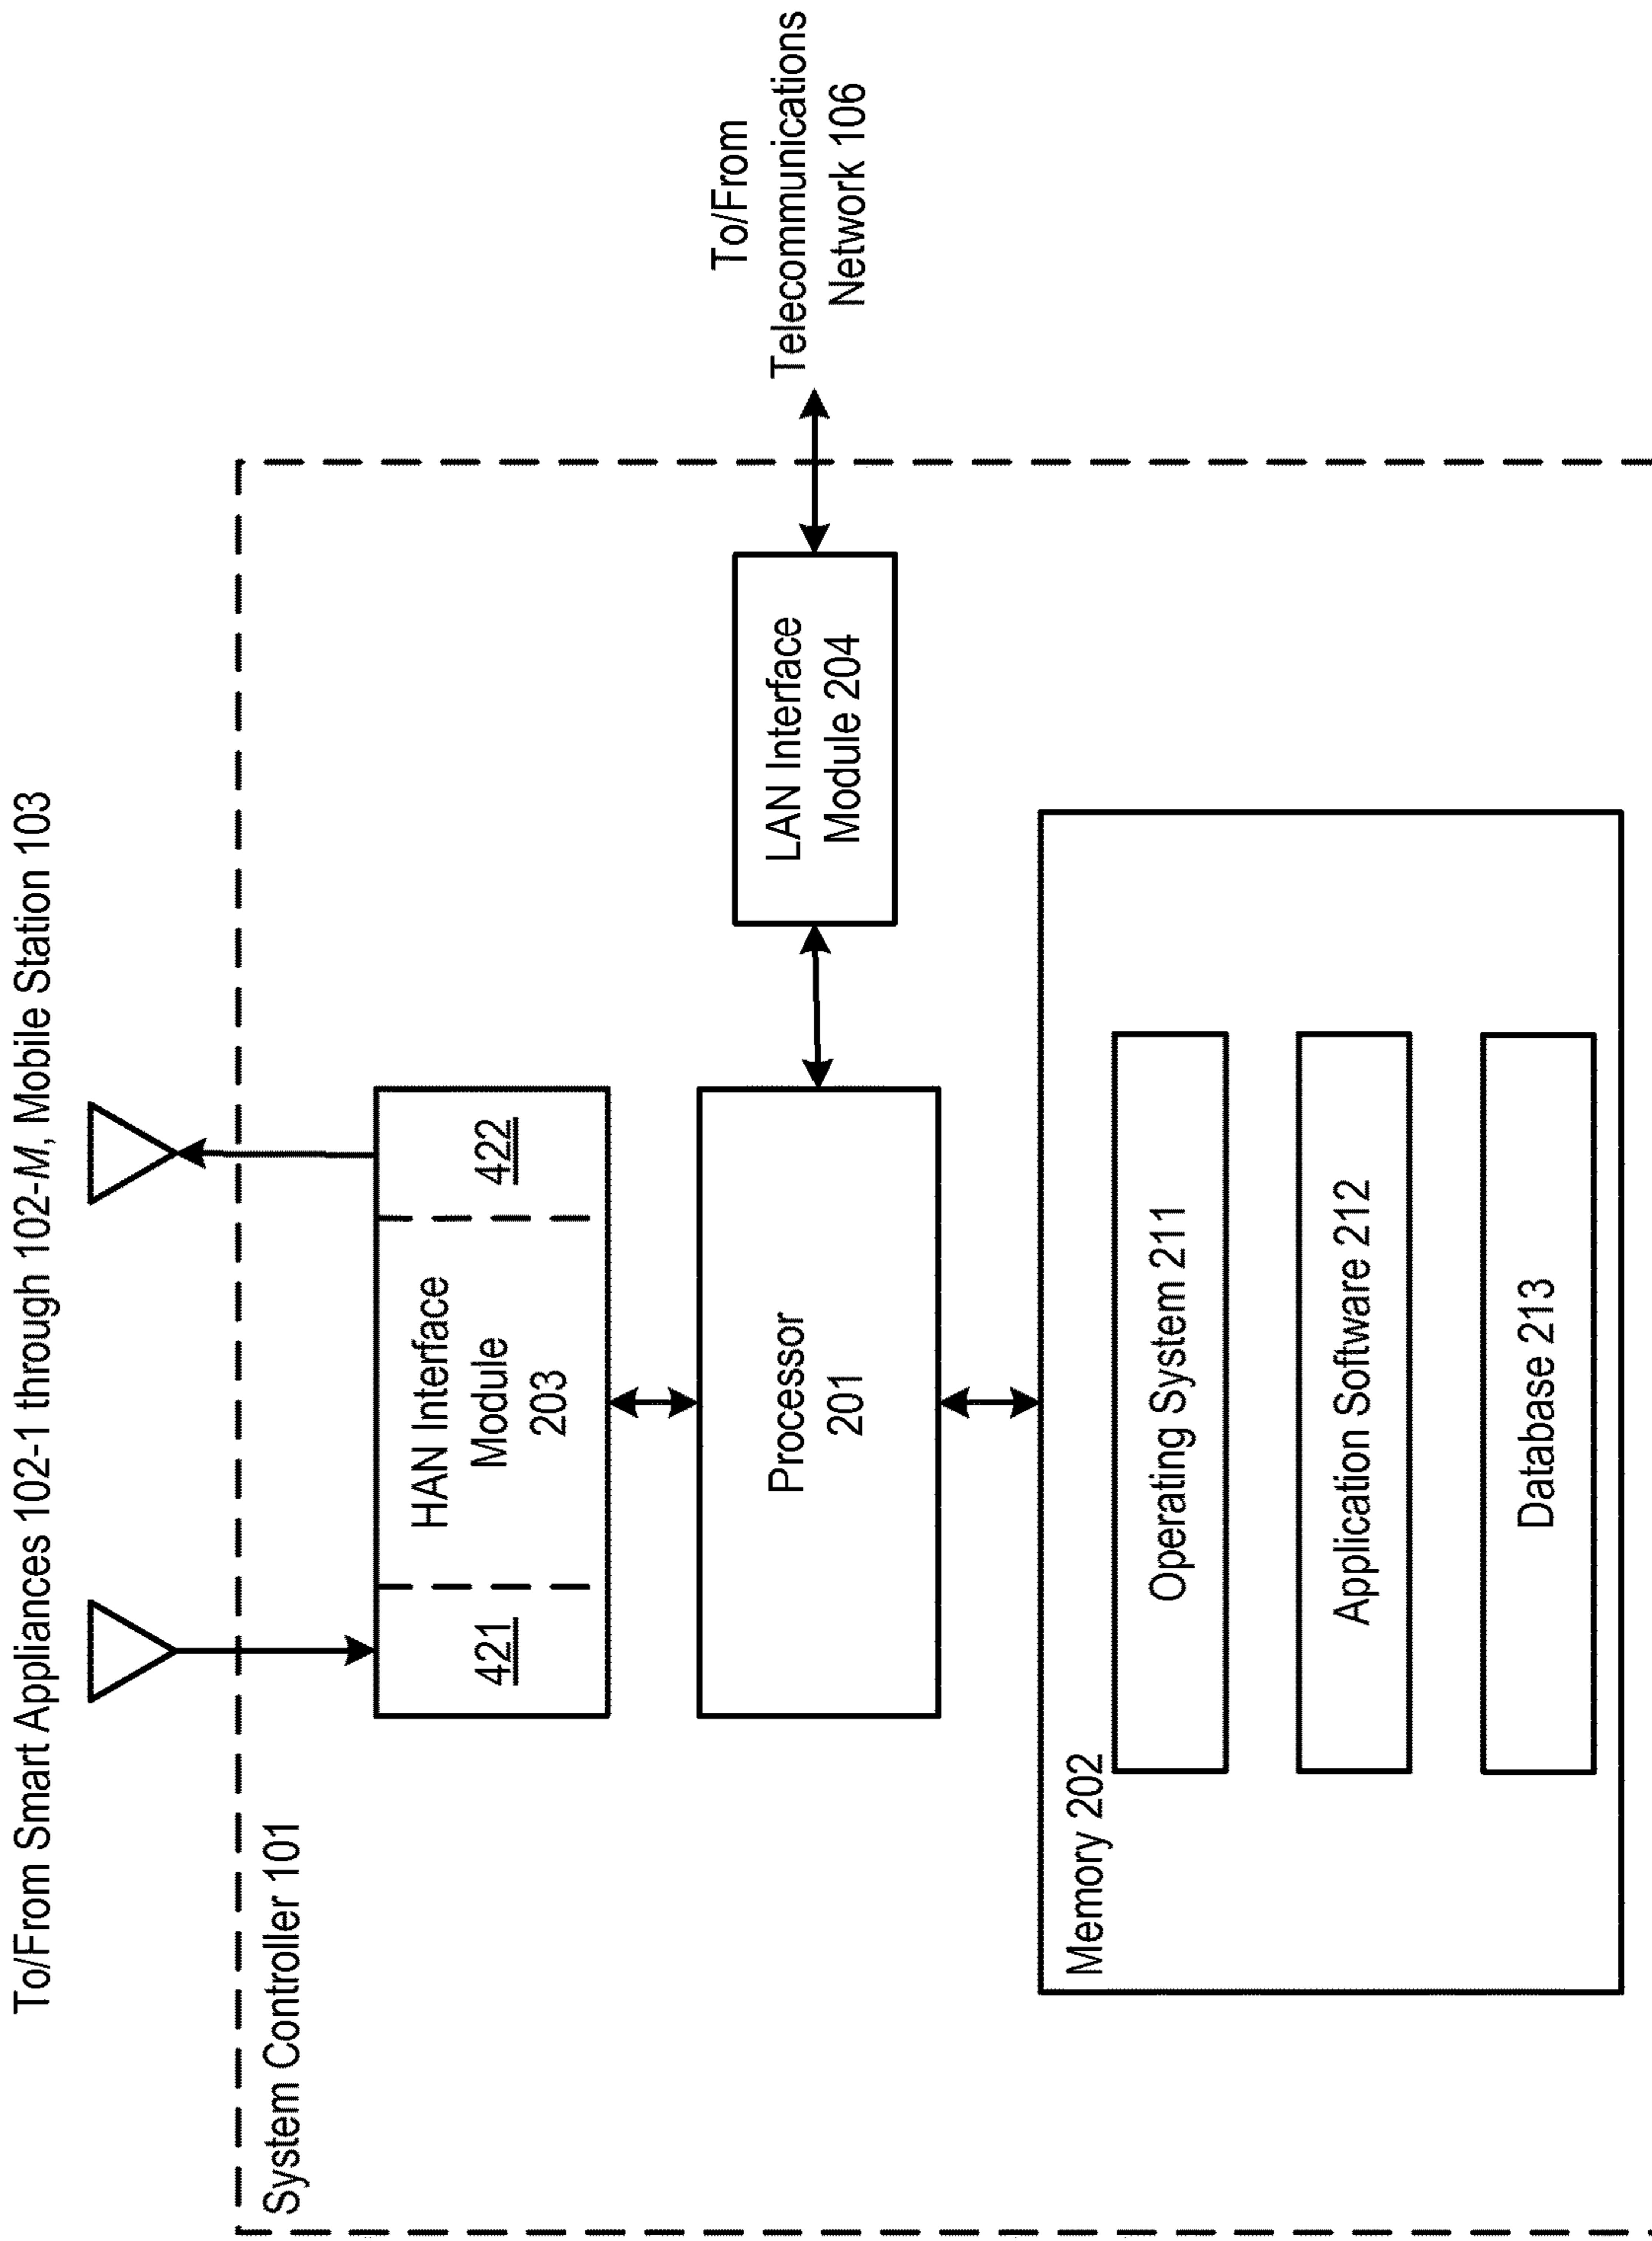 To/From Smart Appliances 102-1 through 102-M, Mobile Station 103
System Controller 101
421
HAN Interface
Module
203
422
Processor
201
LAN Interface
Module 204
To/From
Telecommunications
Network 106
Memory 202
Operating System 211
Application Software 212
Database 213